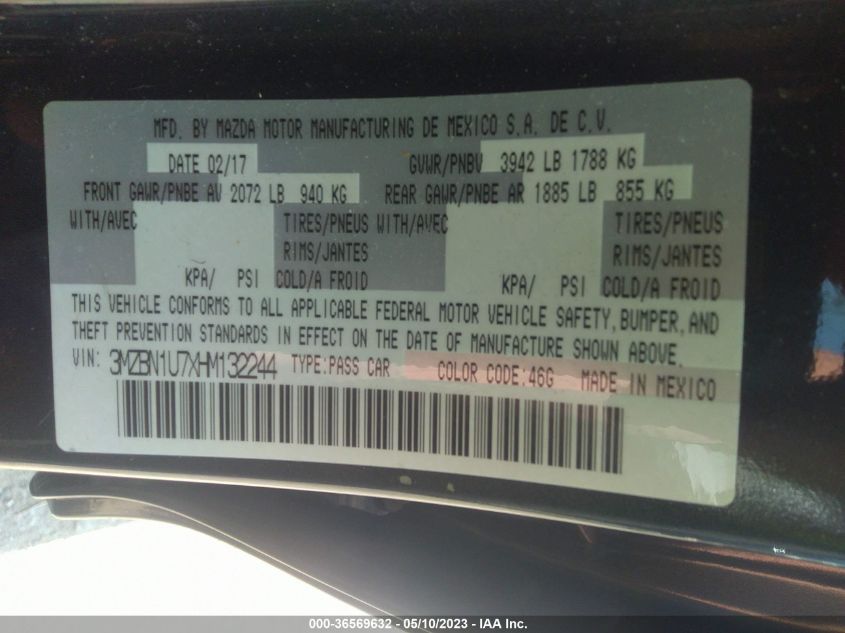 MFD. BY MAZDA MOTOR MANUFACTURING DE MEXICO S.A. DE C.V.
DATE 02/17 GVWR/PNBV 3942 LB 1788 KG
FRONT GAWR/PNBE AV 2072 LB 940 KG REAR GAWR/PNBE AR 1885 LB 855 KG
WITH/AVEC TIRES/PNEUS WITH/AVEC TIRES/PNEUS
RIMS/JANTES RIMS/JANTES
KPA/ PSI COLD/A FROID KPA/ PSI COLD/A FROID
THIS VEHICLE CONFORMS TO ALL APPLICABLE FEDERAL MOTOR VEHICLE SAFETY, BUMPER, AND
THEFT PREVENTION STANDARDS IN EFFECT ON THE DATE OF MANUFACTURE SHOWN ABOVE.
VIN: 3MZBN1U7XHM132244 TYPE:PASS CAR COLOR CODE:46G MADE IN MEXICO
000-36569632 - 05/10/2023 - IAA Inc.